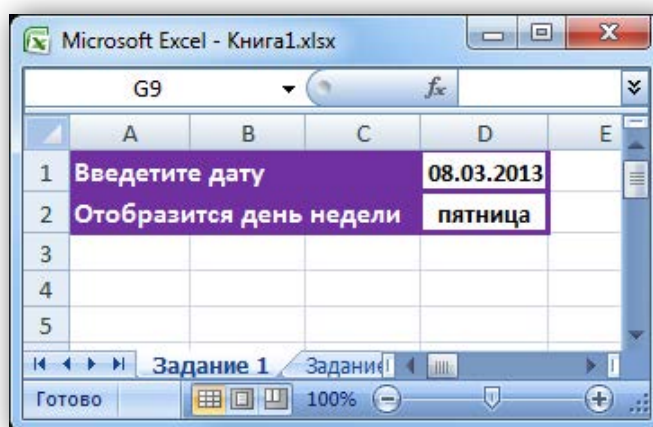 Microsoft Excel - Книга1.xlsx
G9 fx
A B C D E
1 Введетите дату 08.03.2013
2 Отобразится день недели пятница
3
4
5
Задание 1 Задание
Готово 100%